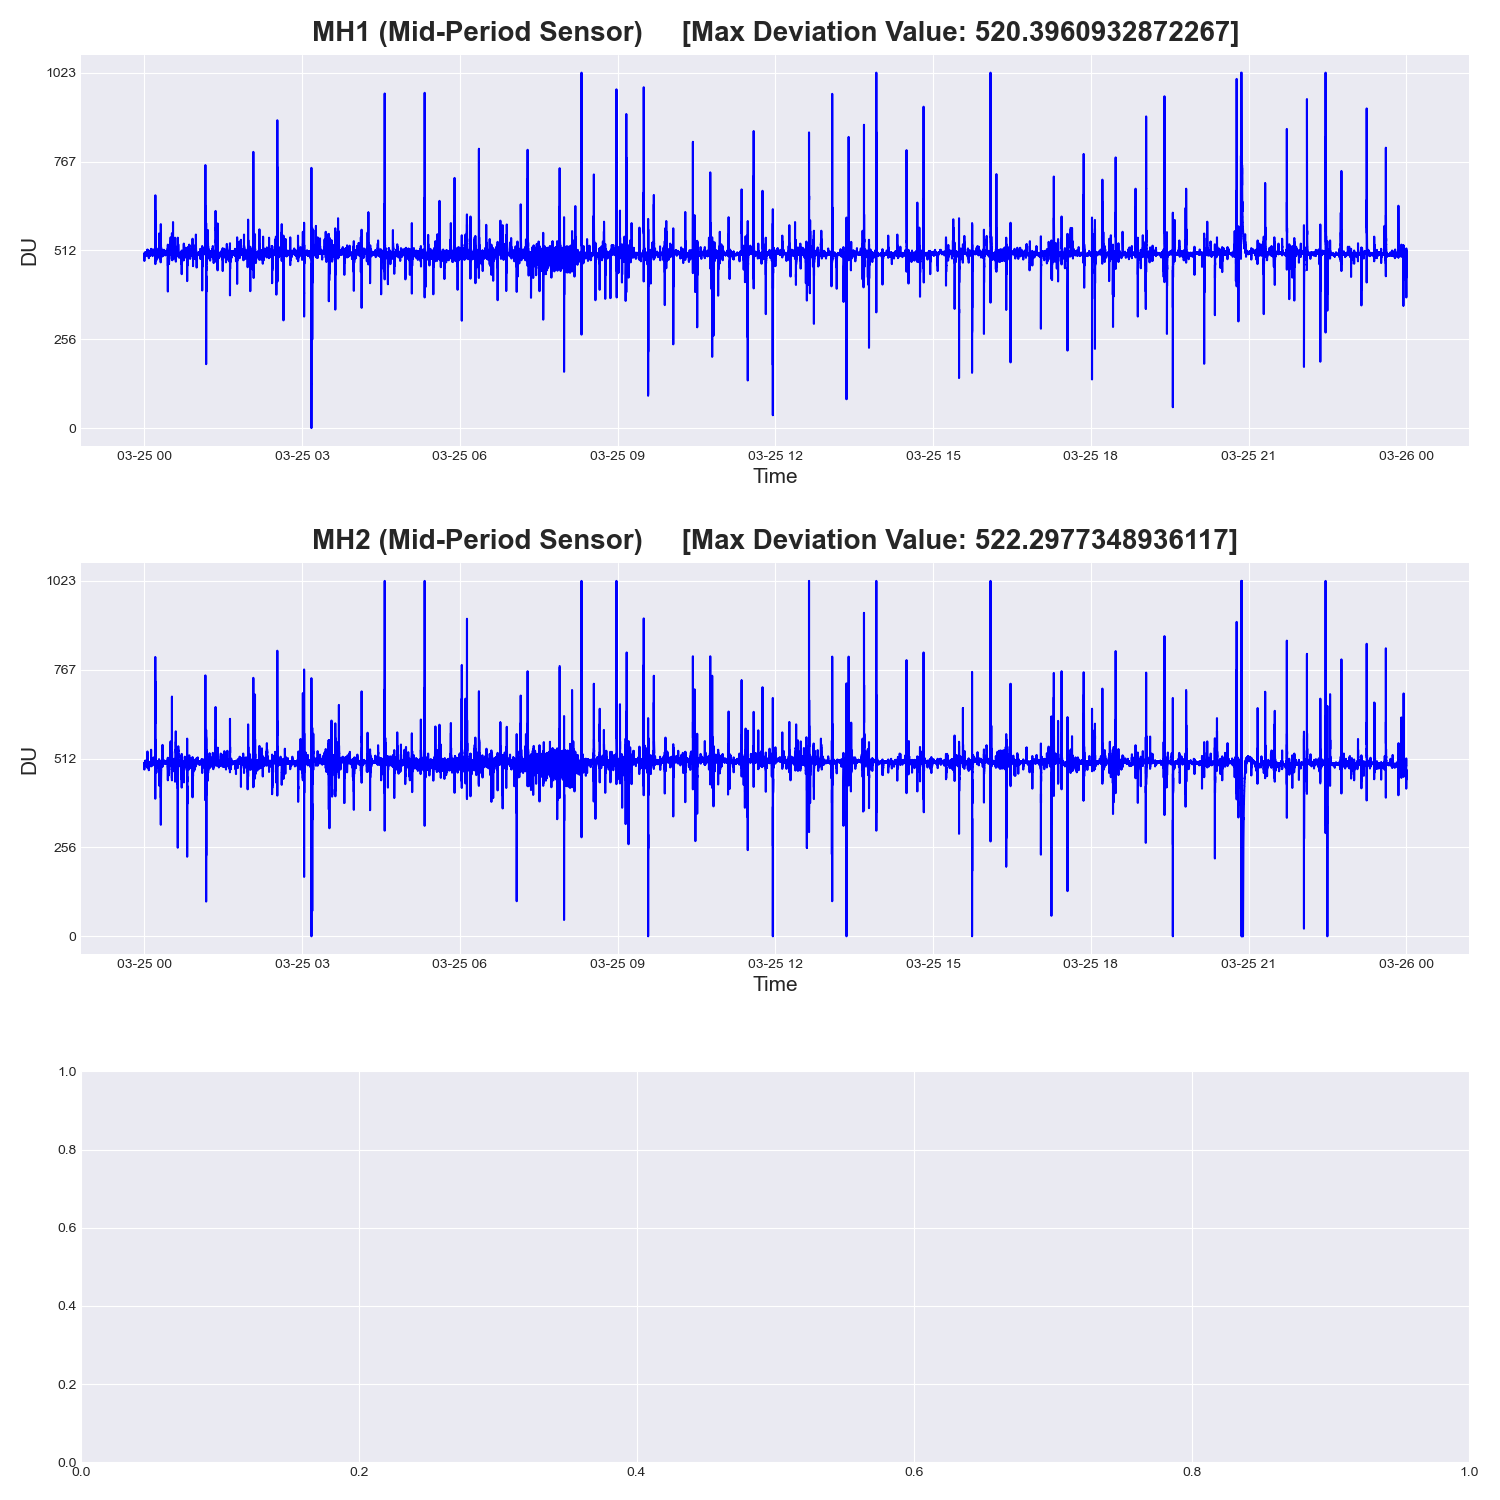 MH1 (Mid-Period Sensor) [Max Deviation Value: 520.3960932872267]
1023
767
512
256
0
DU
03-25 00 03-25 03 03-25 06 03-25 09 03-25 12 03-25 15 03-25 18 03-25 21 03-26 00
Time
MH2 (Mid-Period Sensor) [Max Deviation Value: 522.2977348936117]
1023
767
512
256
0
DU
03-25 00 03-25 03 03-25 06 03-25 09 03-25 12 03-25 15 03-25 18 03-25 21 03-26 00
Time
1.0
0.8
0.6
0.4
0.2
0.0
0.0 0.2 0.4 0.6 0.8 1.0